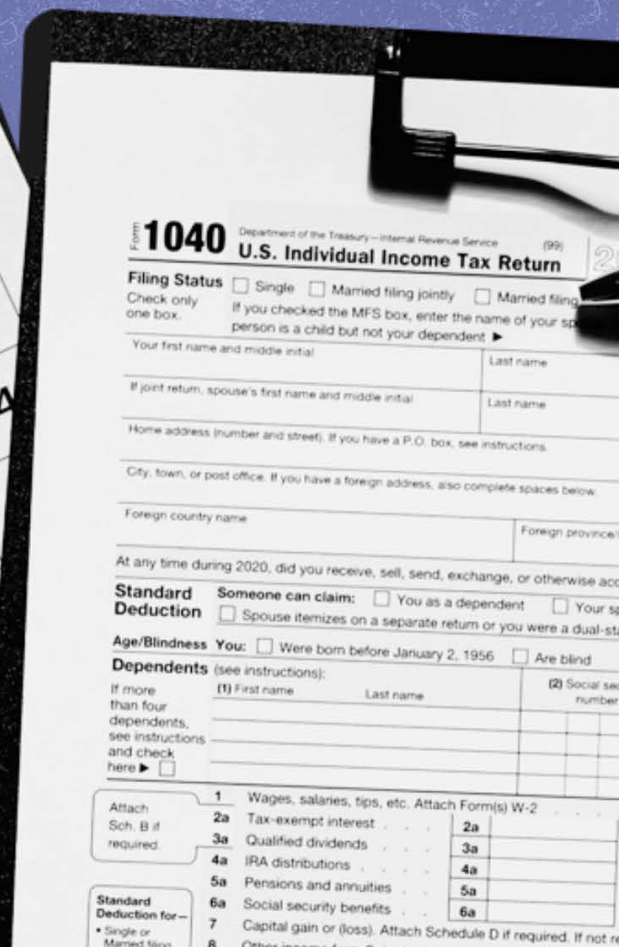 Form 1040 Department of the Treasury—Internal Revenue Service (99)
U.S. Individual Income Tax Return
Filing Status Single Married filing jointly Married filing
Check only one box.
If you checked the MFS box, enter the name of your
person is a child but not your dependent ▶
Your first name and middle initial Last name
If joint return, spouse's first name and middle initial Last name
Home address (number and street). If you have a P.O. box, see instructions.
City, town, or post office. If you have a foreign address, also complete spaces below.
Foreign country name Foreign province
At any time during 2020, did you receive, sell, send, exchange, or otherwise
Standard Deduction
Someone can claim: You as a dependent Your
Spouse itemizes on a separate return or you were a
Age/Blindness You: Were born before January 2, 1956 Are blind
Dependents (see instructions): (2) Social
(1) First name Last name number
If more
than four
dependents,
see instructions
and check
here ▶
Attach
Sch. B if
required.
1 Wages, salaries, tips, etc. Attach Form(s) W-2 . . .
2a Tax-exempt interest . . . 2a
3a Qualified dividends . . . 3a
4a IRA distributions . . . . 4a
5a Pensions and annuities . . 5a
6a Social security benefits . . 6a
7 Capital gain or (loss). Attach Schedule D if required. If not
8 Other income from
Standard
Deduction for—
• Single or
Married filing